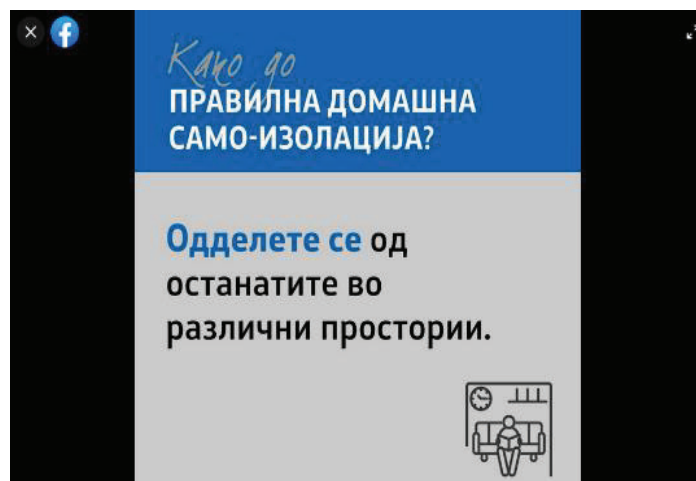 Како до
ПРАВИЛНА ДОМАШНА
САМО-ИЗОЛАЦИЈА?
Одделете се од
останатите во
различни простории.